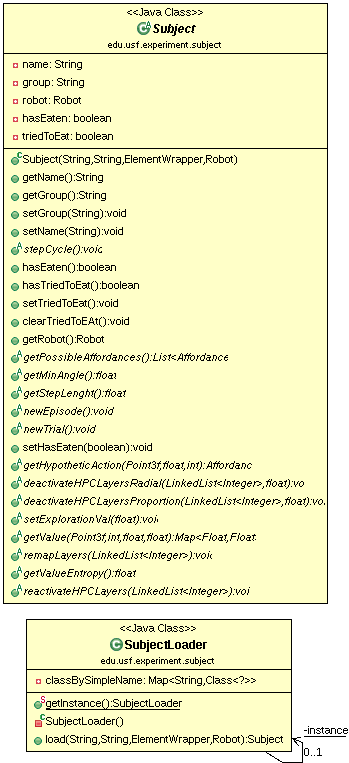 <<Java Class>>
Subject
edu.usf.experiment.subject
name: String
group: String
robot: Robot
hasEaten: boolean
triedToEat: boolean
Subject(String,String,ElementWrapper,Robot)
getName():String
getGroup():String
setGroup(String):void
setName(String):void
stepCycle():void
hasEaten():boolean
hasTriedToEat():boolean
setTriedToEat():void
clearTriedToEAt():void
getRobot():Robot
getPossibleAffordances():List<Affordance
getMinAngle():float
getStepLenght():float
newEpisode():void
newTrial():void
setHasEaten(boolean):void
getHypotheticAction(Point3f,float,int):Affordanc
deactivateHPCLayersRadial(LinkedList<Integer>,float):vo
deactivateHPCLayersProportion(LinkedList<Integer>,float):vo
setExplorationVal(float):voi
getValue(Point3f,int,float,float):Map<Float,Float
remapLayers(LinkedList<Integer>):voi
getValueEntropy():float
reactivateHPCLayers(LinkedList<Integer>):voi
<<Java Class>>
SubjectLoader
edu.usf.experiment.subject
classBySimpleName: Map<String,Class<?>>
getInstance():SubjectLoader
SubjectLoader()
load(String,String,ElementWrapper,Robot):Subject
-instance
0..1